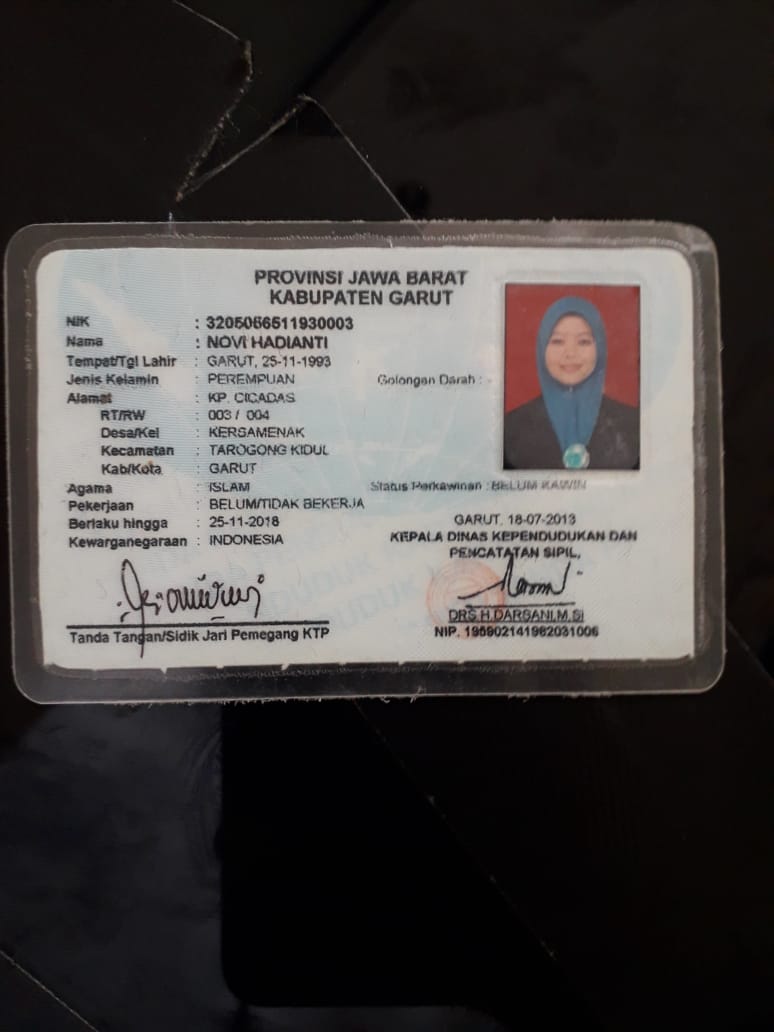 PROVINSI JAWA BARAT
KABUPATEN GARUT
NIK : 3205066511930003
Nama : NOVI HADIANTI
Tempat/Tgl Lahir : GARUT, 25-11-1993
Jenis Kelamin : PEREMPUAN Golongan Darah : -
Alamat : KP. CICADAS
RT/RW : 003 / 004
Desa/Kel : KERSAMENAK
Kecamatan : TAROGONG KIDUL
Kab/Kota : GARUT
Agama : ISLAM Status Perkawinan : BELUM KAWIN
Pekerjaan : BELUM/TIDAK BEKERJA
Berlaku hingga : 25-11-2018
Kewarganegaraan : INDONESIA
GARUT, 18-07-2013
KEPALA DINAS KEPENDUDUKAN DAN
PENCATATAN SIPIL,
DRS.H.DARSANI,M.SI
NIP. 195902141982031006
Tanda Tangan/Sidik Jari Pemegang KTP